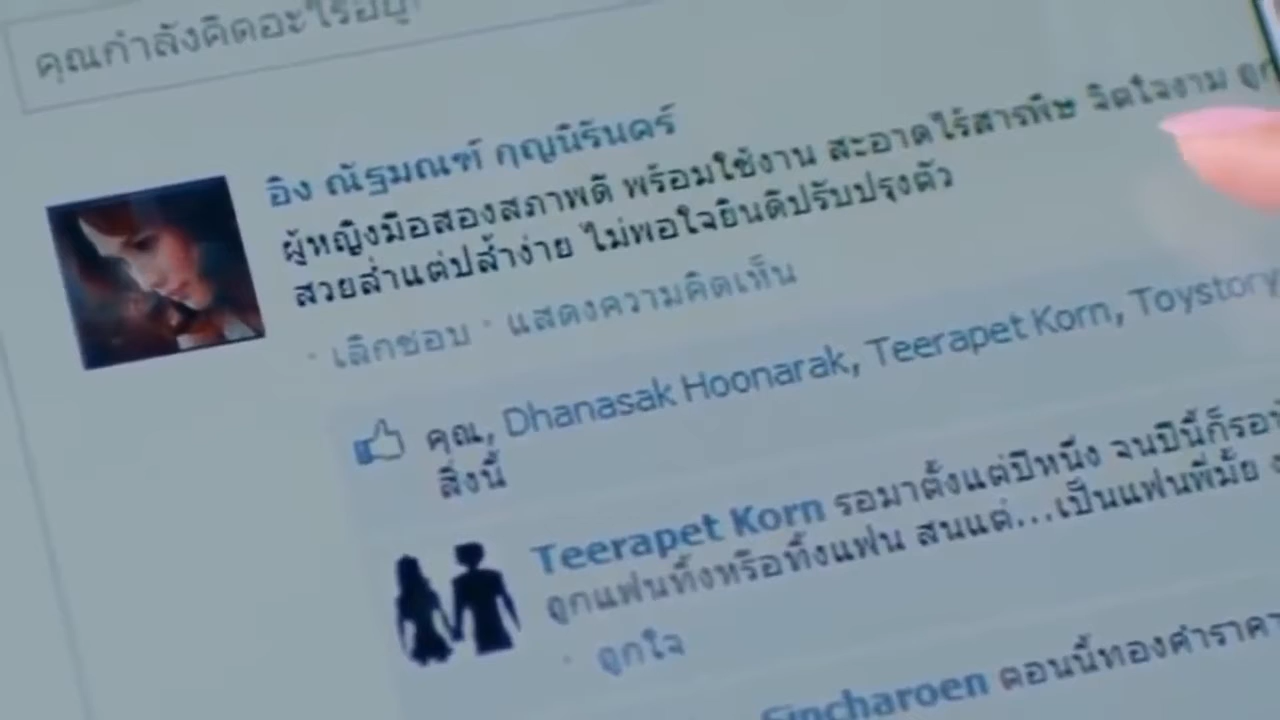 คุณกำลังคิดอะไรอยู่
อิง ณัฐมณฑ์ กุญนิรันดร์
ผู้หญิงมือสองสภาพดี พร้อมใช้งาน สะอาดไร้สารพิษ จิตใจงาม ถูก
สวยส่ำแต่ปล้ำง่าย ไม่พอใจยินดีปรับปรุงตัว
· เลิกชอบ · แสดงความคิดเห็น
คุณ, Dhanasak Hoonarak, Teerapet Korn, Toystory
สิ่งนี้
Teerapet Korn รอมาตั้งแต่ปีหนึ่ง จนปีนี้ก็รอ
ถูกแฟนทิ้งหรือทิ้งแฟน สนแต่...เป็นแฟนพี่มั้ย
· ถูกใจ
Sincharoen ตอนนี้ทองคำราคา